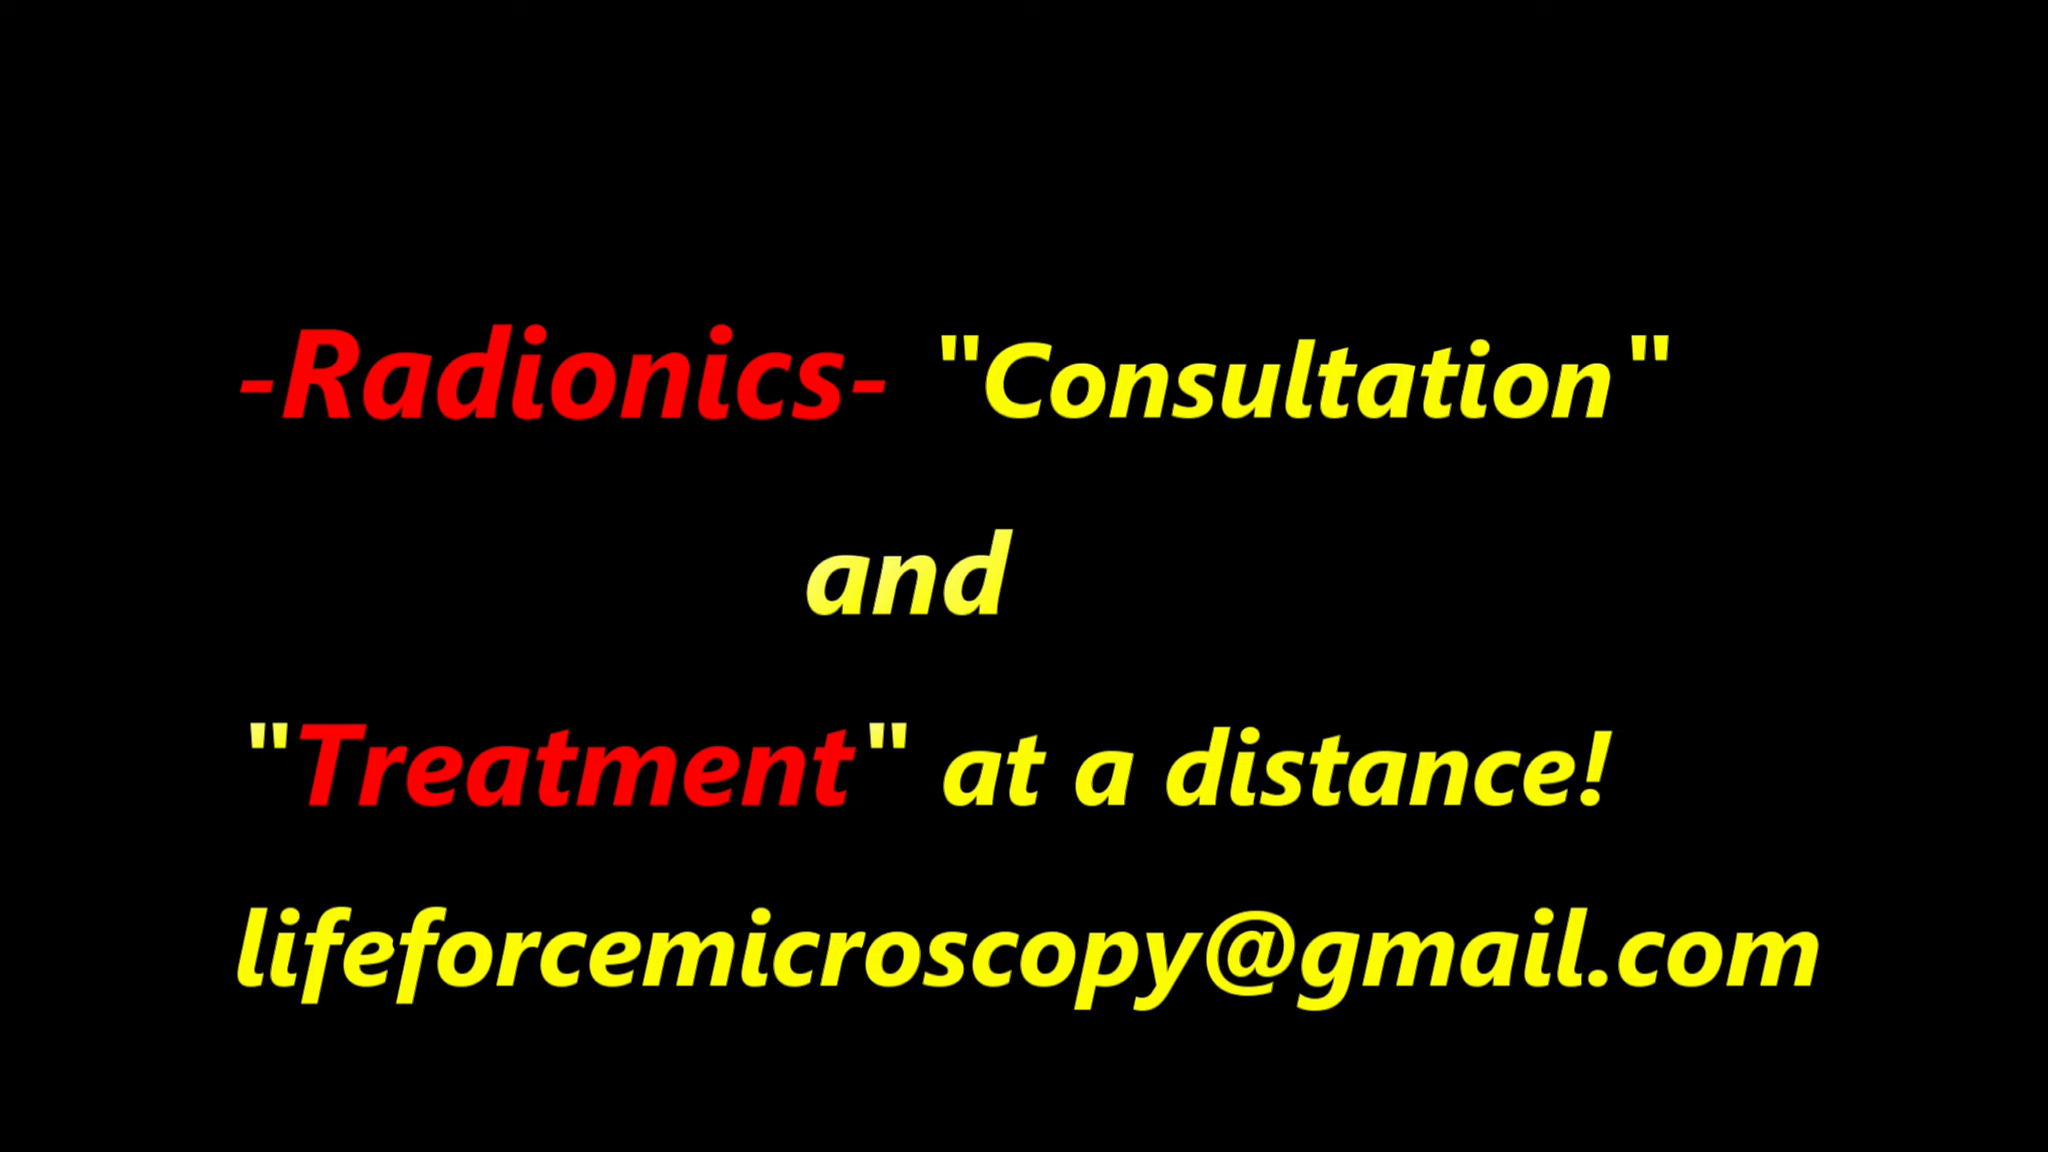 -Radionics- "Consultation"
and
"Treatment" at a distance!
lifeforcemicroscopy@gmail.com